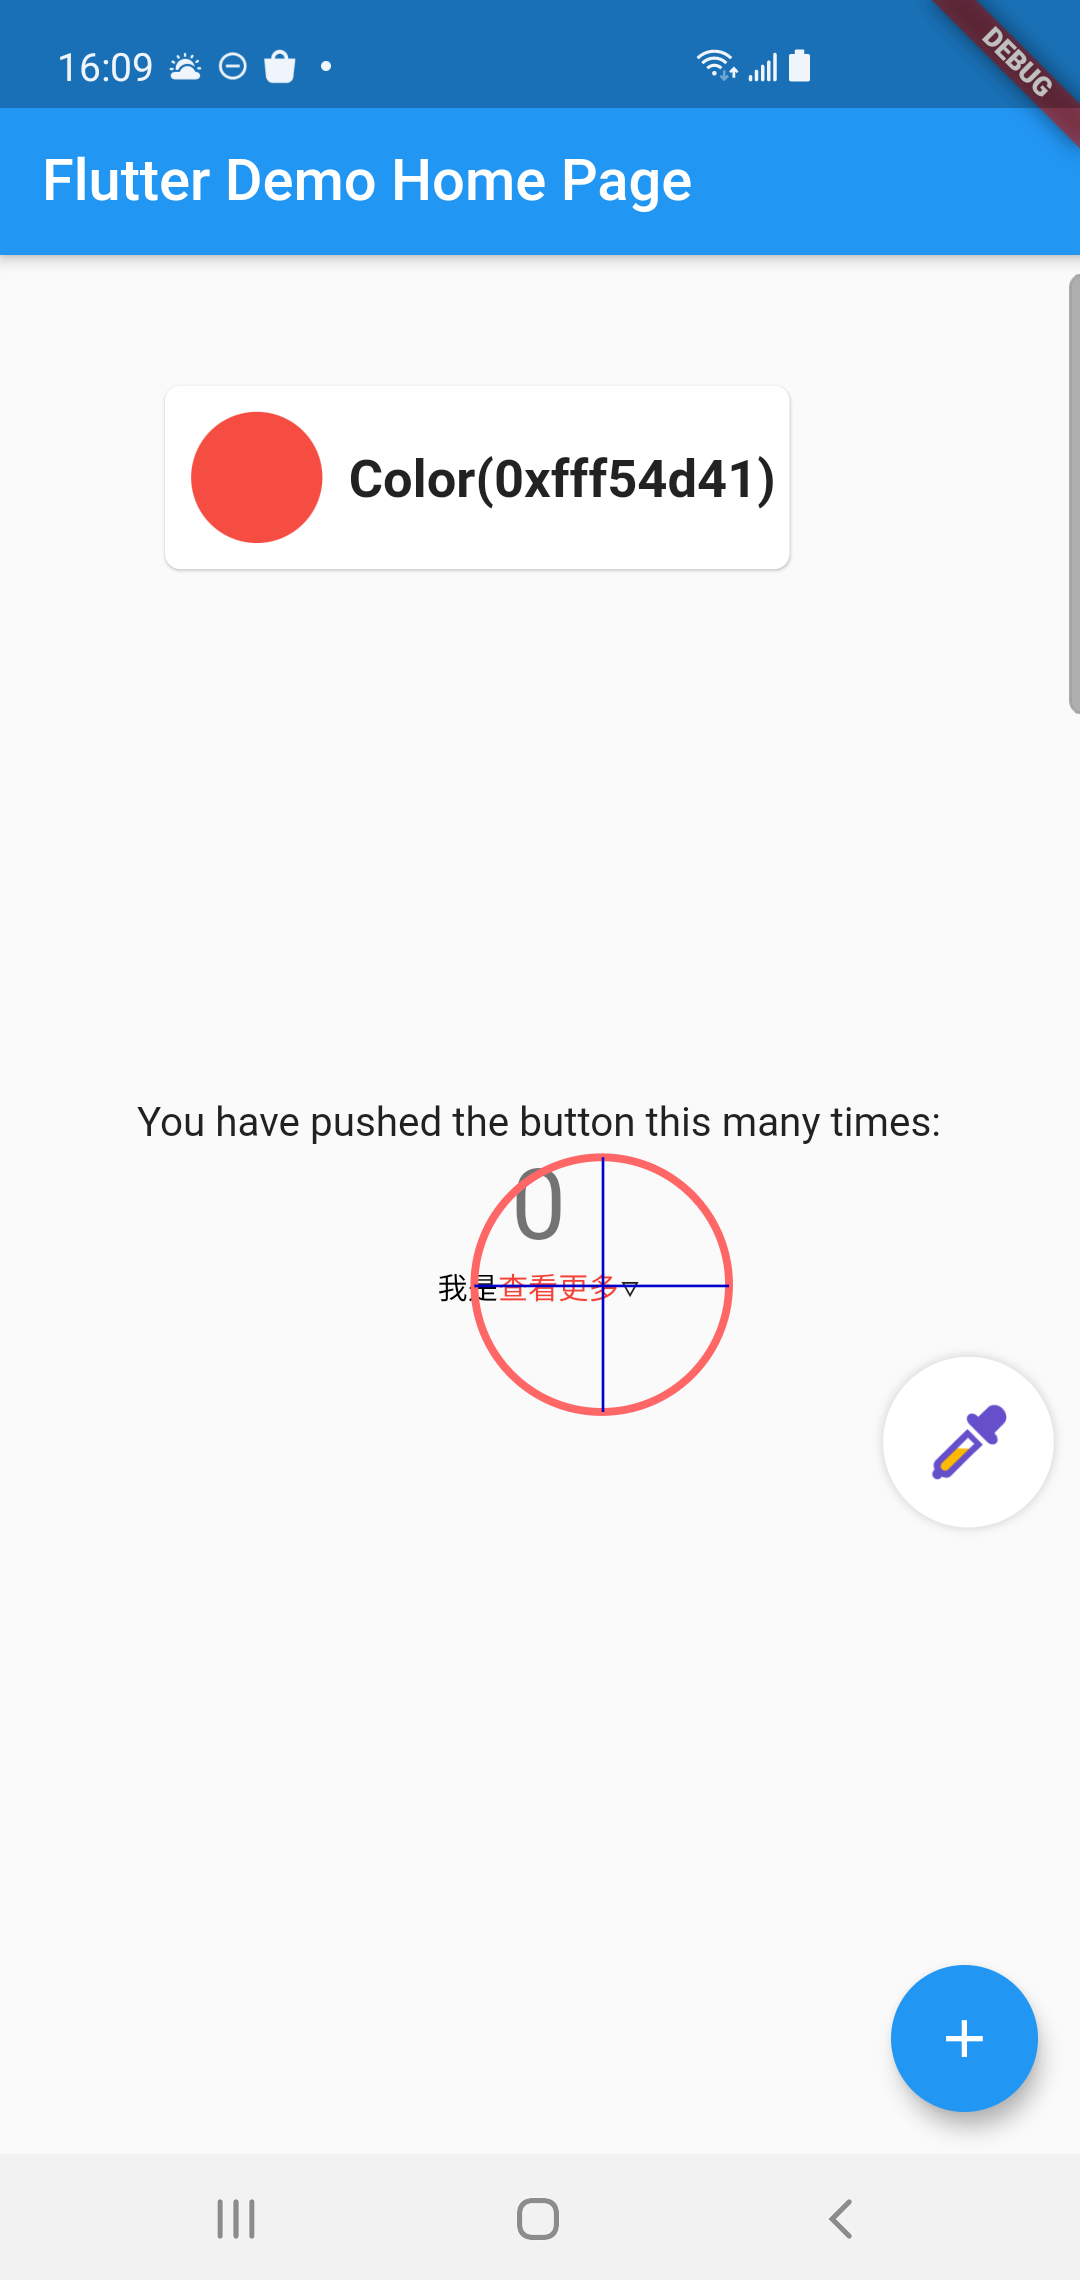 16:09
DEBUG
Flutter Demo Home Page
Color(0xfff54d41)
You have pushed the button this many times:
0
我是查看更多▽